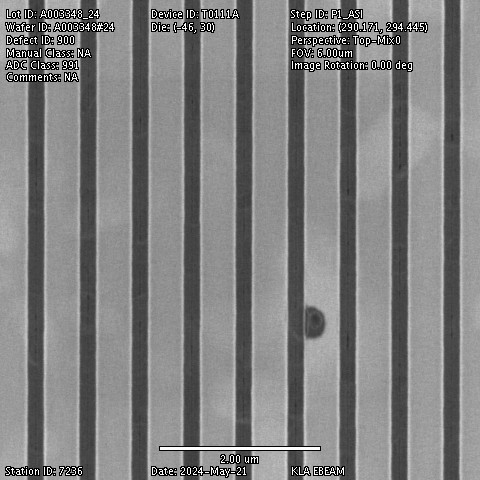 Lot ID: A003348_24
Wafer ID: A003348#24
Defect ID: 900
Manual Class: NA
ADC Class: 991
Comments: NA
Device ID: T0111A
Die: (-46, 30)
Step ID: P1_ASI
Location: (290.171, 294.445)
Perspective: Top-Mix0
FOV: 5.00um
Image Rotation: 0.00 deg
2.00 um
Station ID: 7236
Date: 2024-May-21
KLA EBEAM